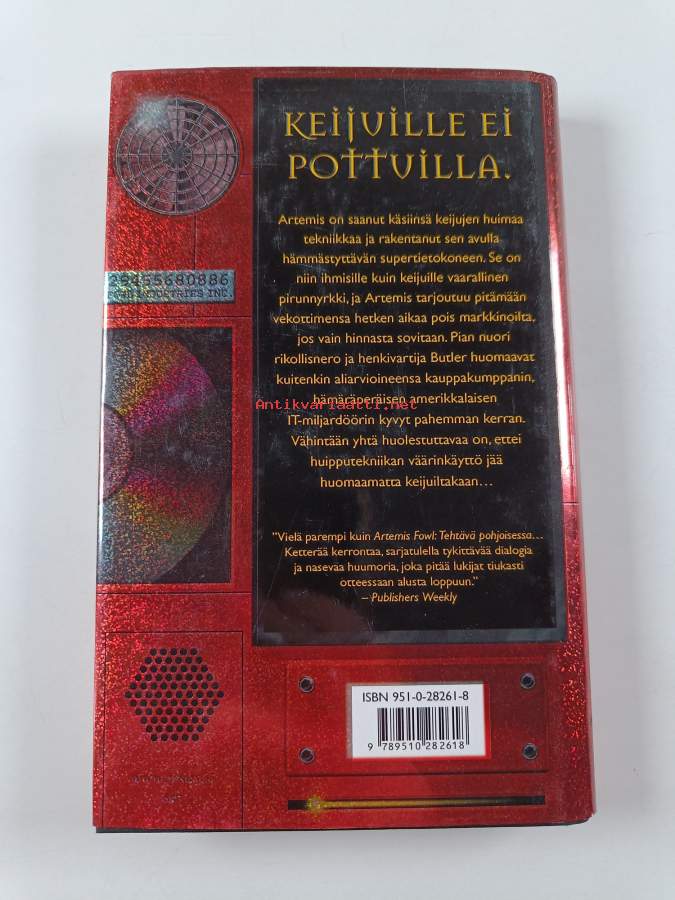 KEIJUILLE EI
POTTUILLA.
Artemis on saanut käsiinsä keijujen huimaa
tekniikkaa ja rakentanut sen avulla
hämmästyttävän supertietokoneen. Se on
niin ihmisille kuin keijuille vaarallinen
pirunnyrkki, ja Artemis tarjoutuu pitämään
vekottimensa hetken aikaa pois markkinoilta,
jos vain hinnasta sovitaan. Pian nuori
rikollisnero ja henkivartija Butler huomaavat
kuitenkin aliarvioineensa kauppakumppanin,
hämäräperäisen amerikkalaisen
IT-miljardöörin kyvyt pahemman kerran.
Vähintään yhtä huolestuttavaa on, ettei
huipputekniikan väärinkäyttö jää
huomaamatta keijuiltakaan…
"Vielä parempi kuin Artemis Fowl: Tehtävä pohjoisessa…
Ketterää kerrontaa, sarjatulella tykittävää dialogia
ja nasevaa huumoria, joka pitää lukijat tiukasti
otteessaan alusta loppuun."
– Publishers Weekly
29455680886
INC.
Antikvariaatti.net
ISBN 951-0-28261-8
9 789510 282618